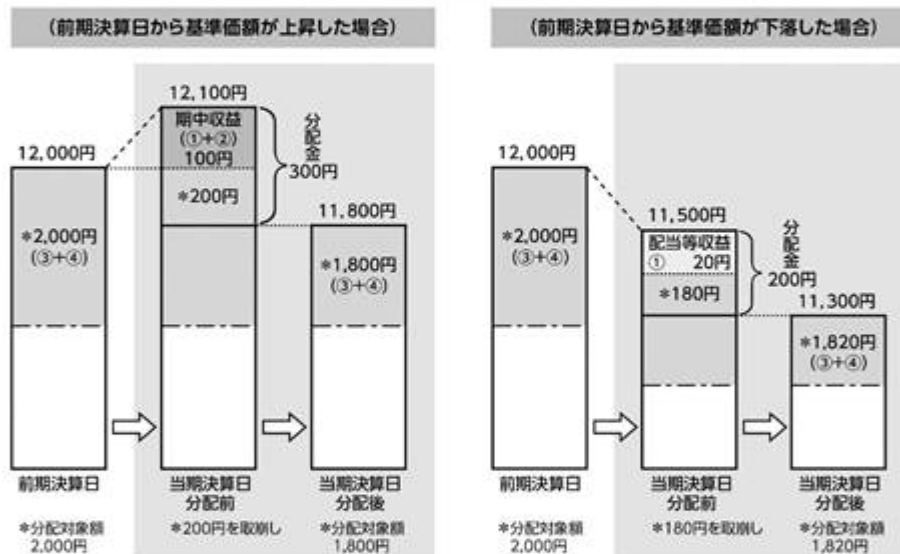 (前期決算日から基準価額が上昇した場合)
12,100円
期中収益
(①+②)
100円
分配金
300円
12,000円
*200円
11,800円
*2,000円
(③+④)
*1,800円
(③+④)
前期決算日
当期決算日
分配前
当期決算日
分配後
*分配対象額
2,000円
*200円を取崩し
*分配対象額
1,800円
(前期決算日から基準価額が下落した場合)
12,000円
11,500円
配当等収益
① 20円
分配金
200円
*2,000円
(③+④)
*180円
11,300円
*1,820円
(③+④)
前期決算日
当期決算日
分配前
当期決算日
分配後
*分配対象額
2,000円
*180円を取崩し
*分配対象額
1,820円